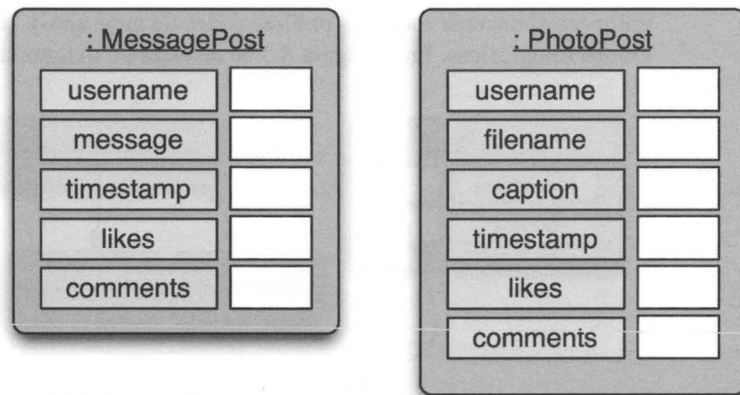 : MessagePost
username
message
timestamp
likes
comments
: PhotoPost
username
filename
caption
timestamp
likes
comments